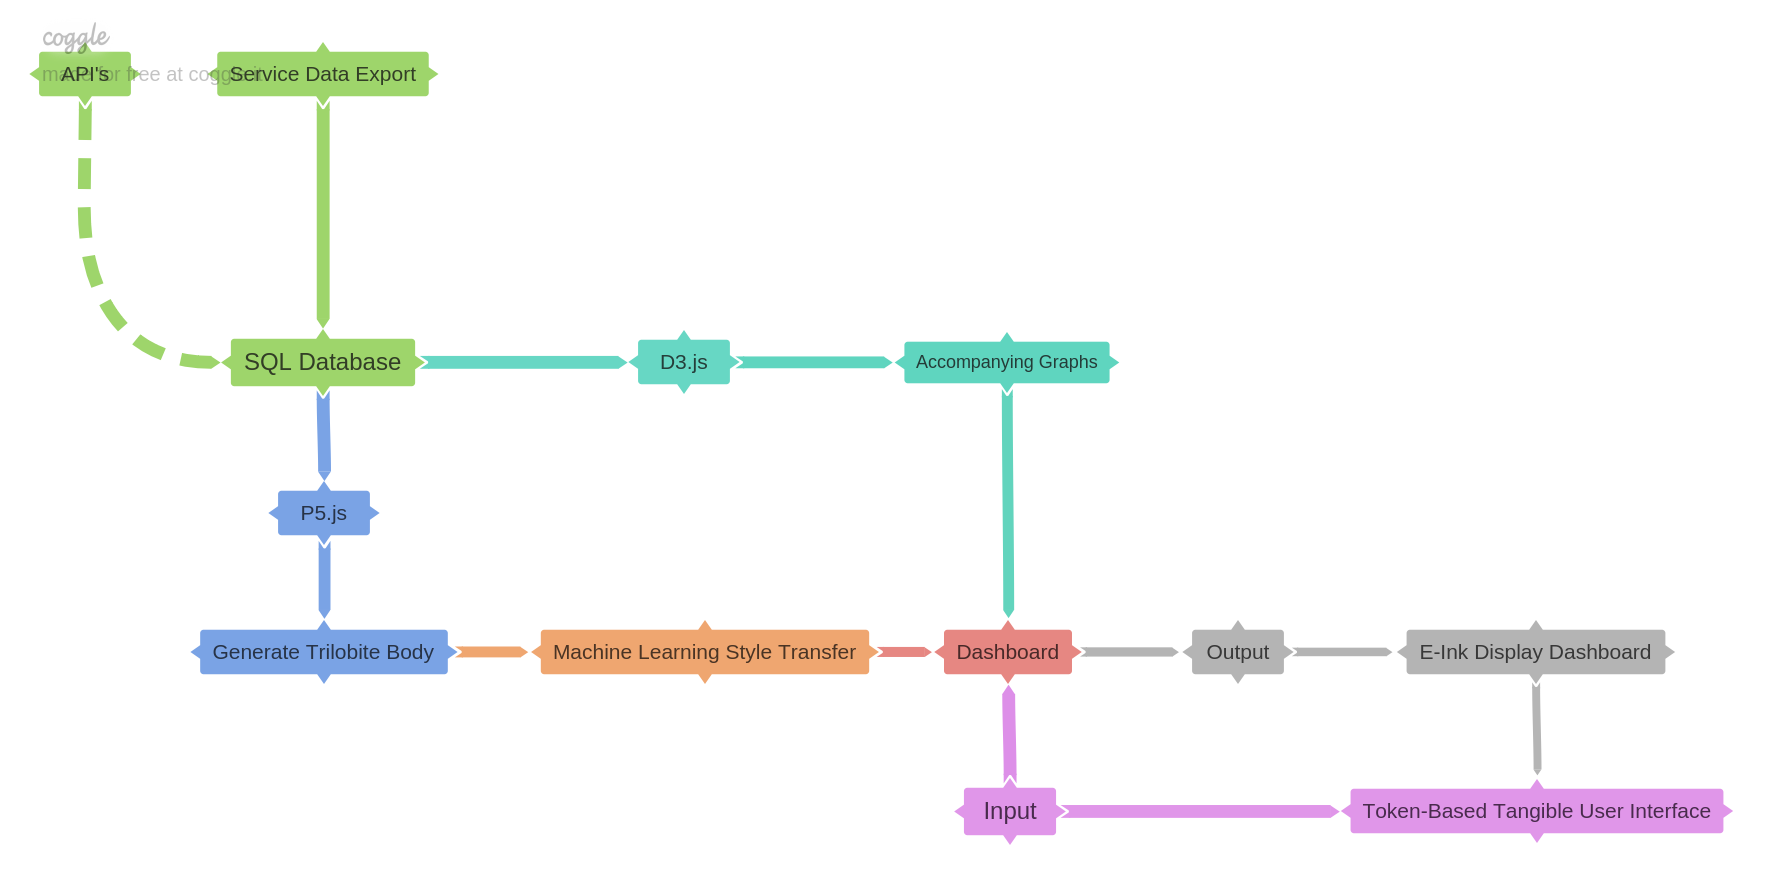 coggle
made for free at coggle.it
API's
Service Data Export
SQL Database
D3.js
Accompanying Graphs
P5.js
Generate Trilobite Body
Machine Learning Style Transfer
Dashboard
Output
E-Ink Display Dashboard
Input
Token-Based Tangible User Interface